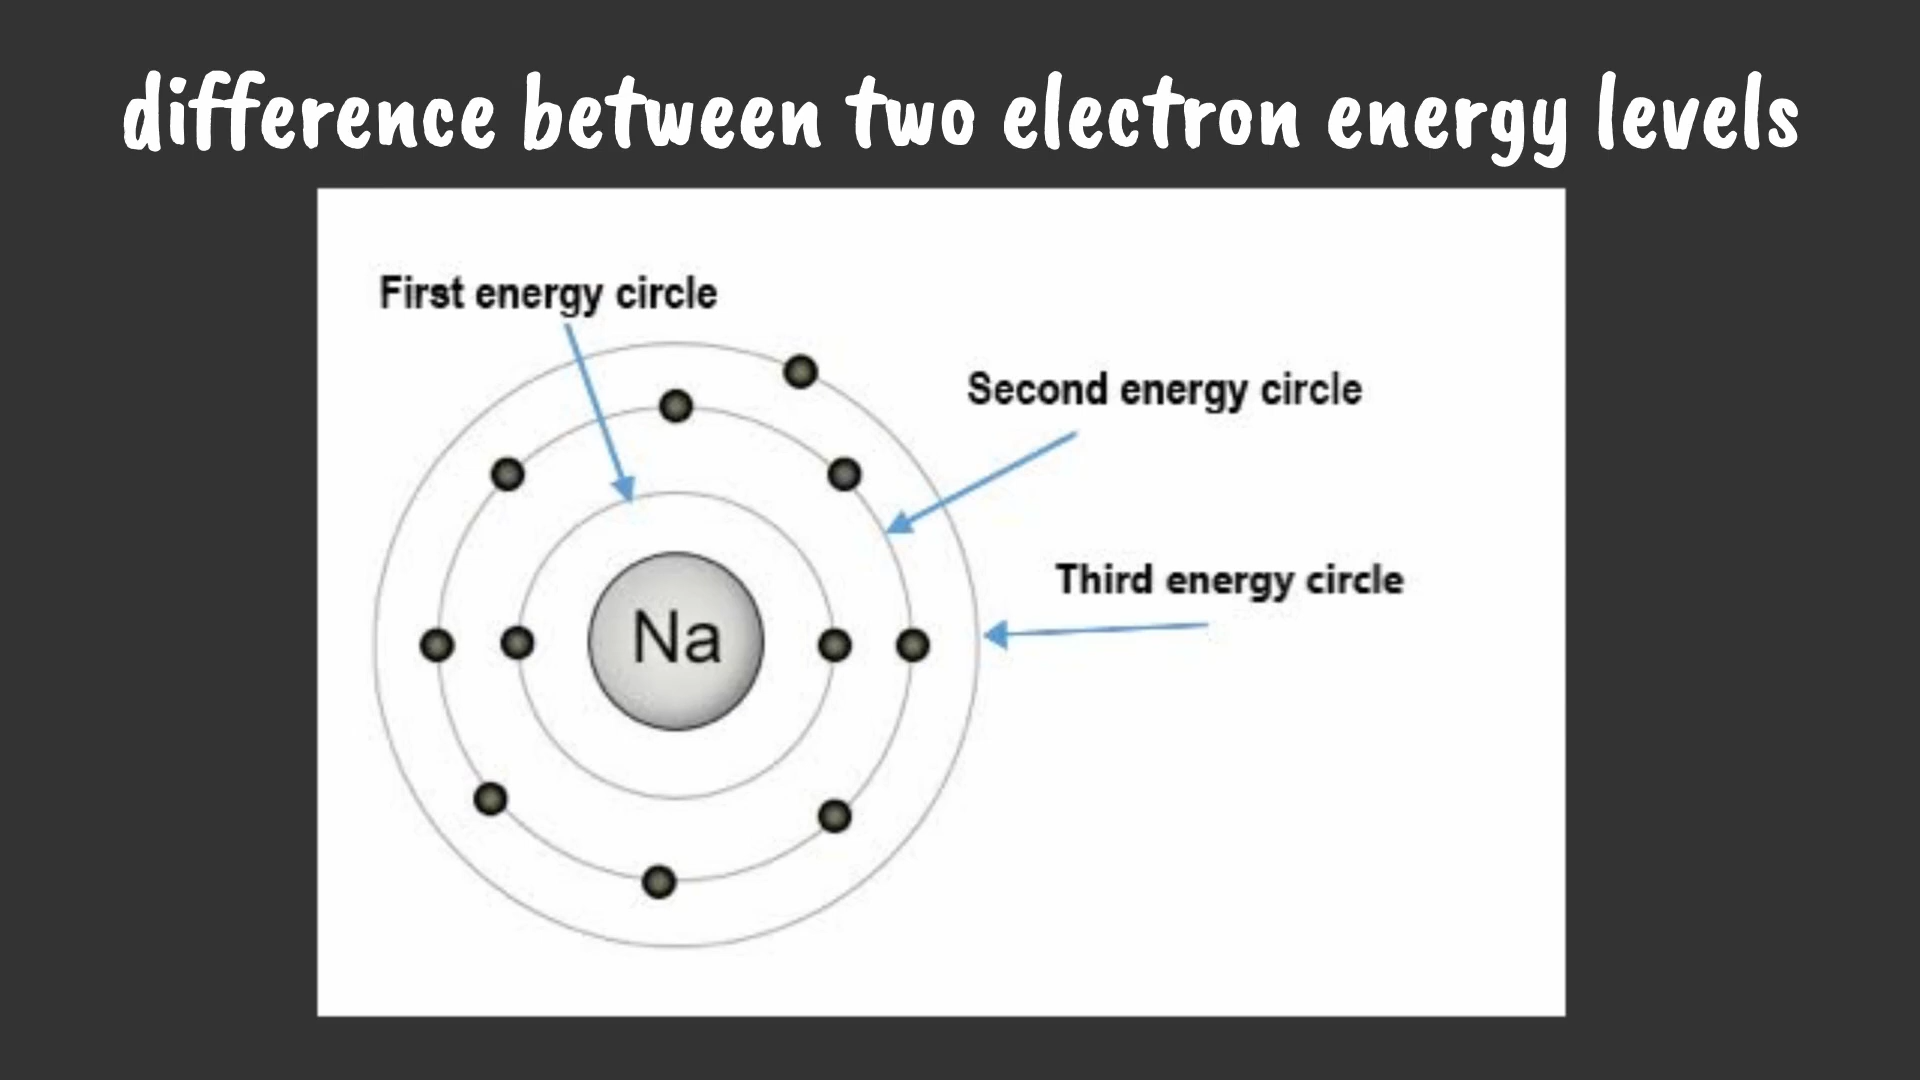 difference between two electron energy levels
First energy circle
Second energy circle
Third energy circle
Na